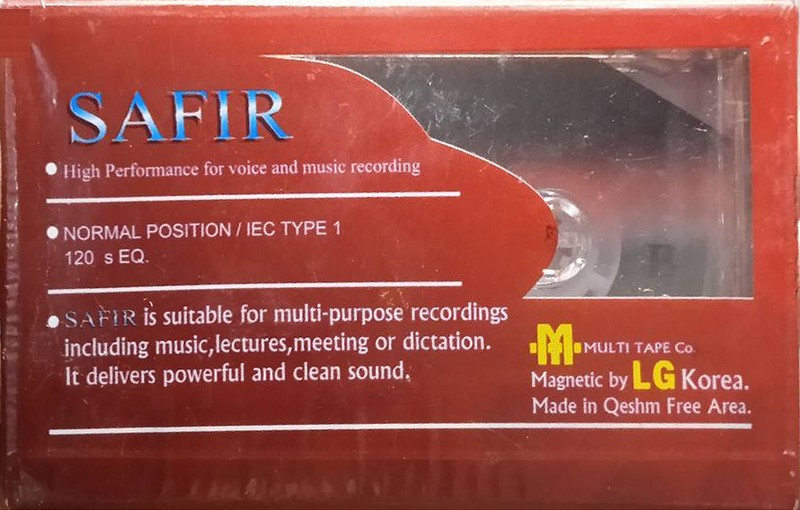 SAFIR
High Performance for voice and music recording
NORMAL POSITION / IEC TYPE 1
120 s EQ.
SAFIR is suitable for multi-purpose recordings
including music,lectures,meeting or dictation.
It delivers powerful and clean sound.
M MULTI TAPE Co.
Magnetic by LG Korea.
Made in Qeshm Free Area.